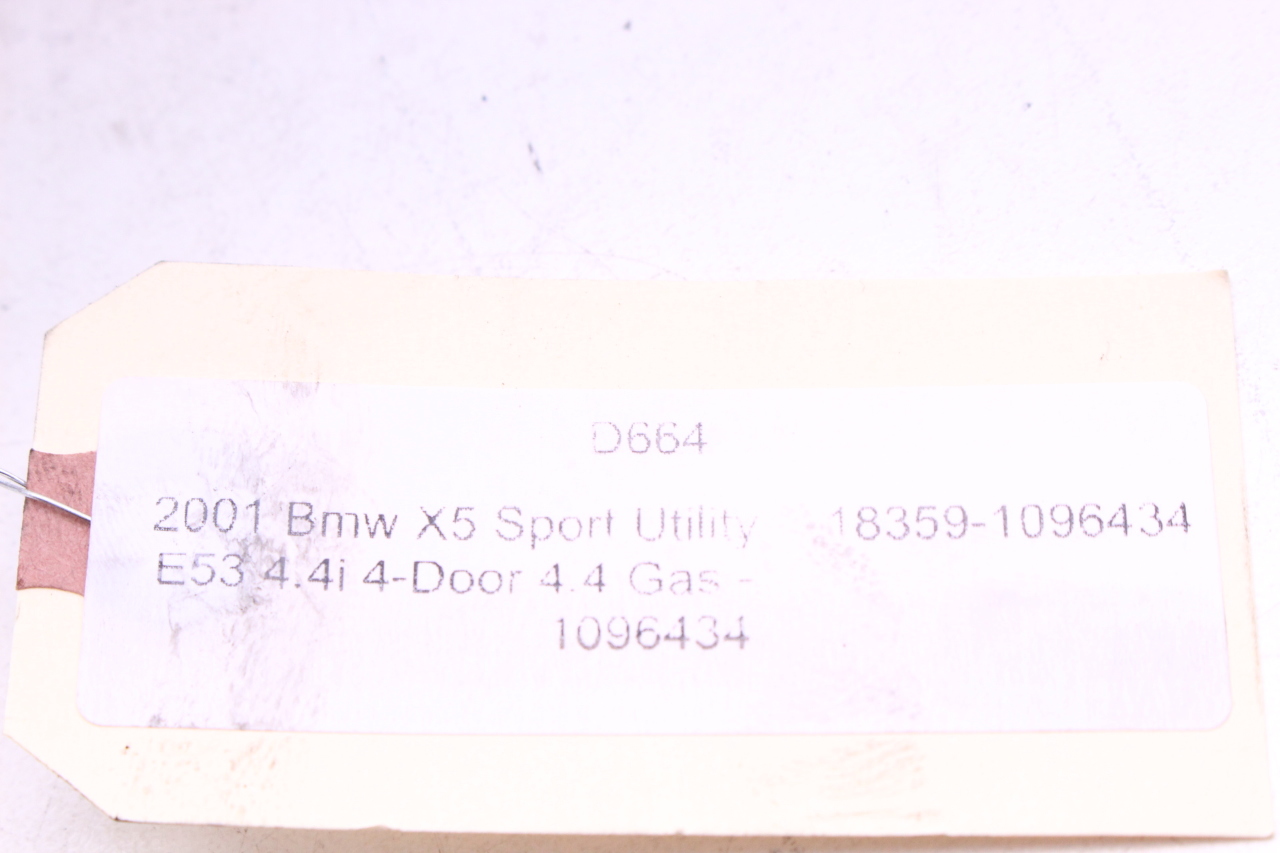 D664
2001 Bmw X5 Sport Utility -18359-1096434
E53 4.4i 4-Door 4.4 Gas -
1096434